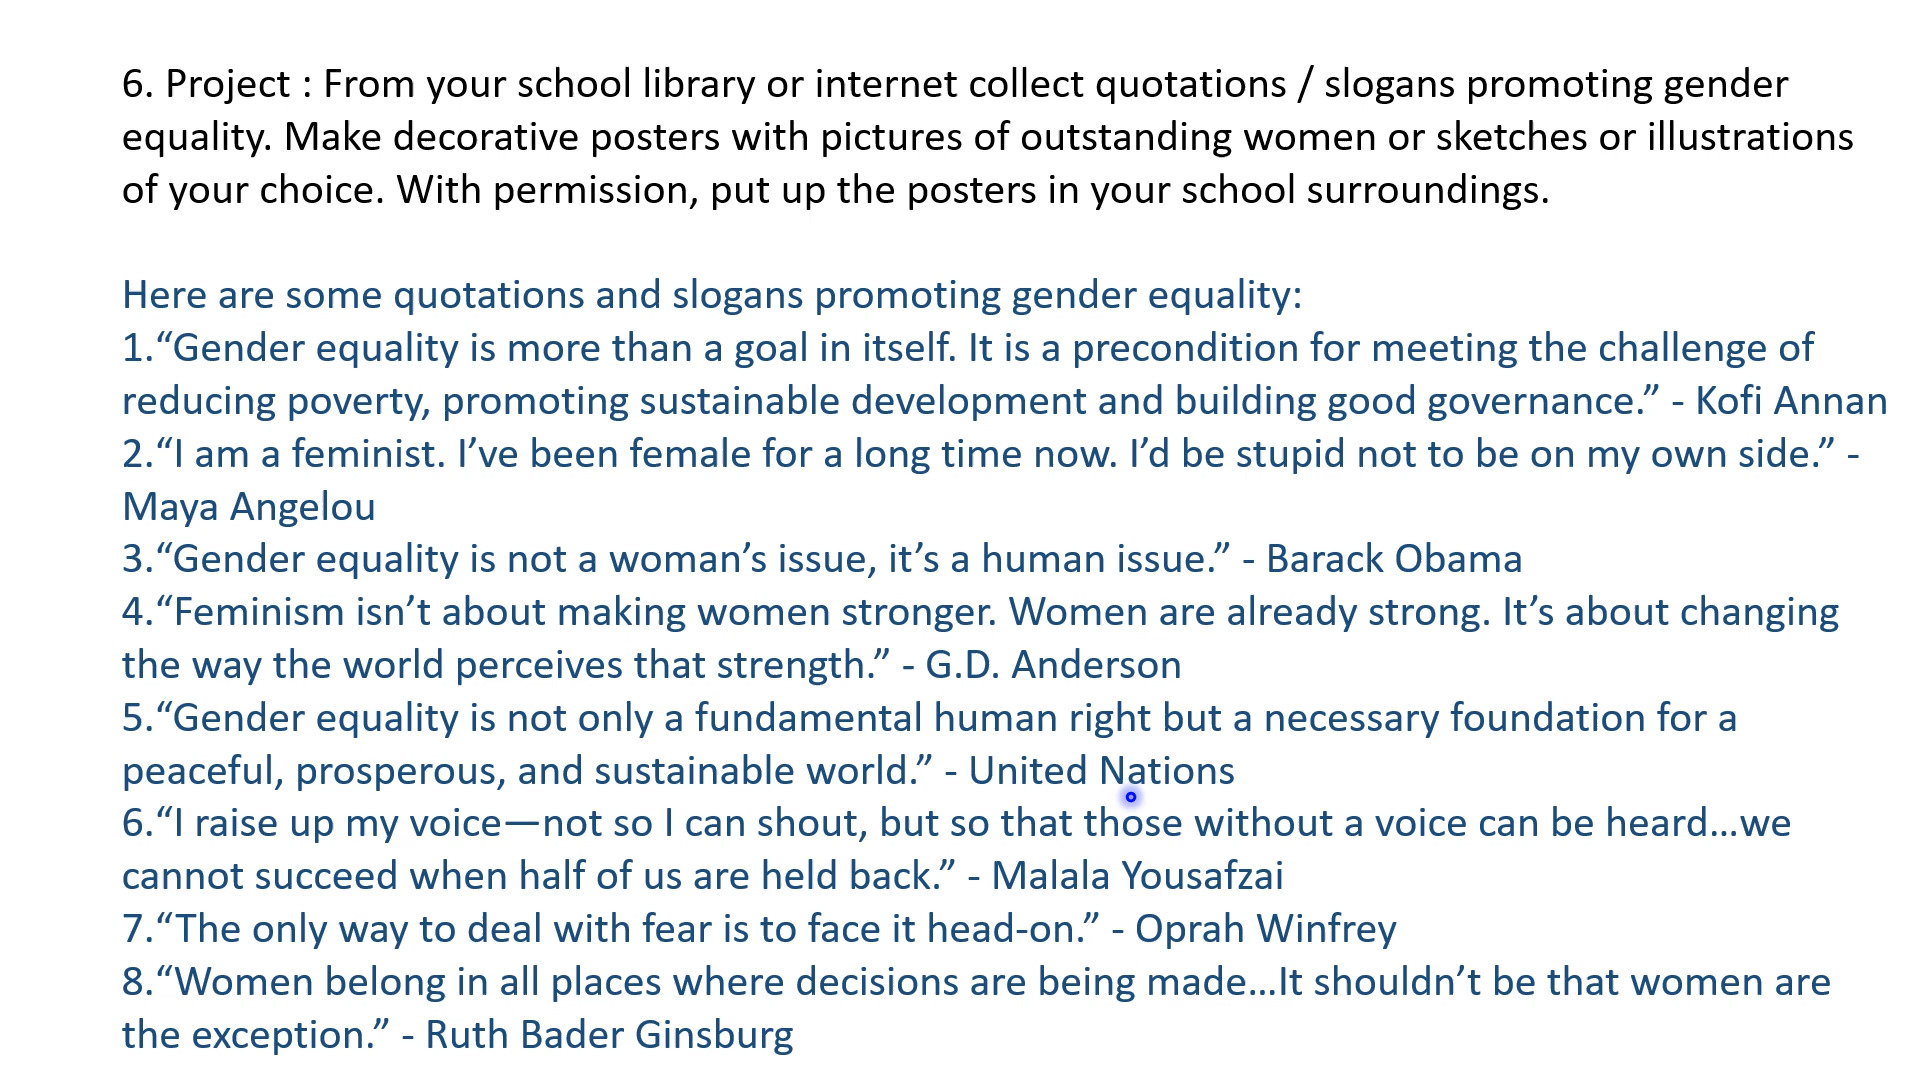 6. Project : From your school library or internet collect quotations / slogans promoting gender
equality. Make decorative posters with pictures of outstanding women or sketches or illustrations
of your choice. With permission, put up the posters in your school surroundings.
Here are some quotations and slogans promoting gender equality:
1.“Gender equality is more than a goal in itself. It is a precondition for meeting the challenge of
reducing poverty, promoting sustainable development and building good governance.” - Kofi Annan
2.“I am a feminist. I’ve been female for a long time now. I’d be stupid not to be on my own side.” -
Maya Angelou
3.“Gender equality is not a woman’s issue, it’s a human issue.” - Barack Obama
4.“Feminism isn’t about making women stronger. Women are already strong. It’s about changing
the way the world perceives that strength.” - G.D. Anderson
5.“Gender equality is not only a fundamental human right but a necessary foundation for a
peaceful, prosperous, and sustainable world.” - United Nations
6.“I raise up my voice—not so I can shout, but so that those without a voice can be heard…we
cannot succeed when half of us are held back.” - Malala Yousafzai
7.“The only way to deal with fear is to face it head-on.” - Oprah Winfrey
8.“Women belong in all places where decisions are being made…It shouldn’t be that women are
the exception.” - Ruth Bader Ginsburg